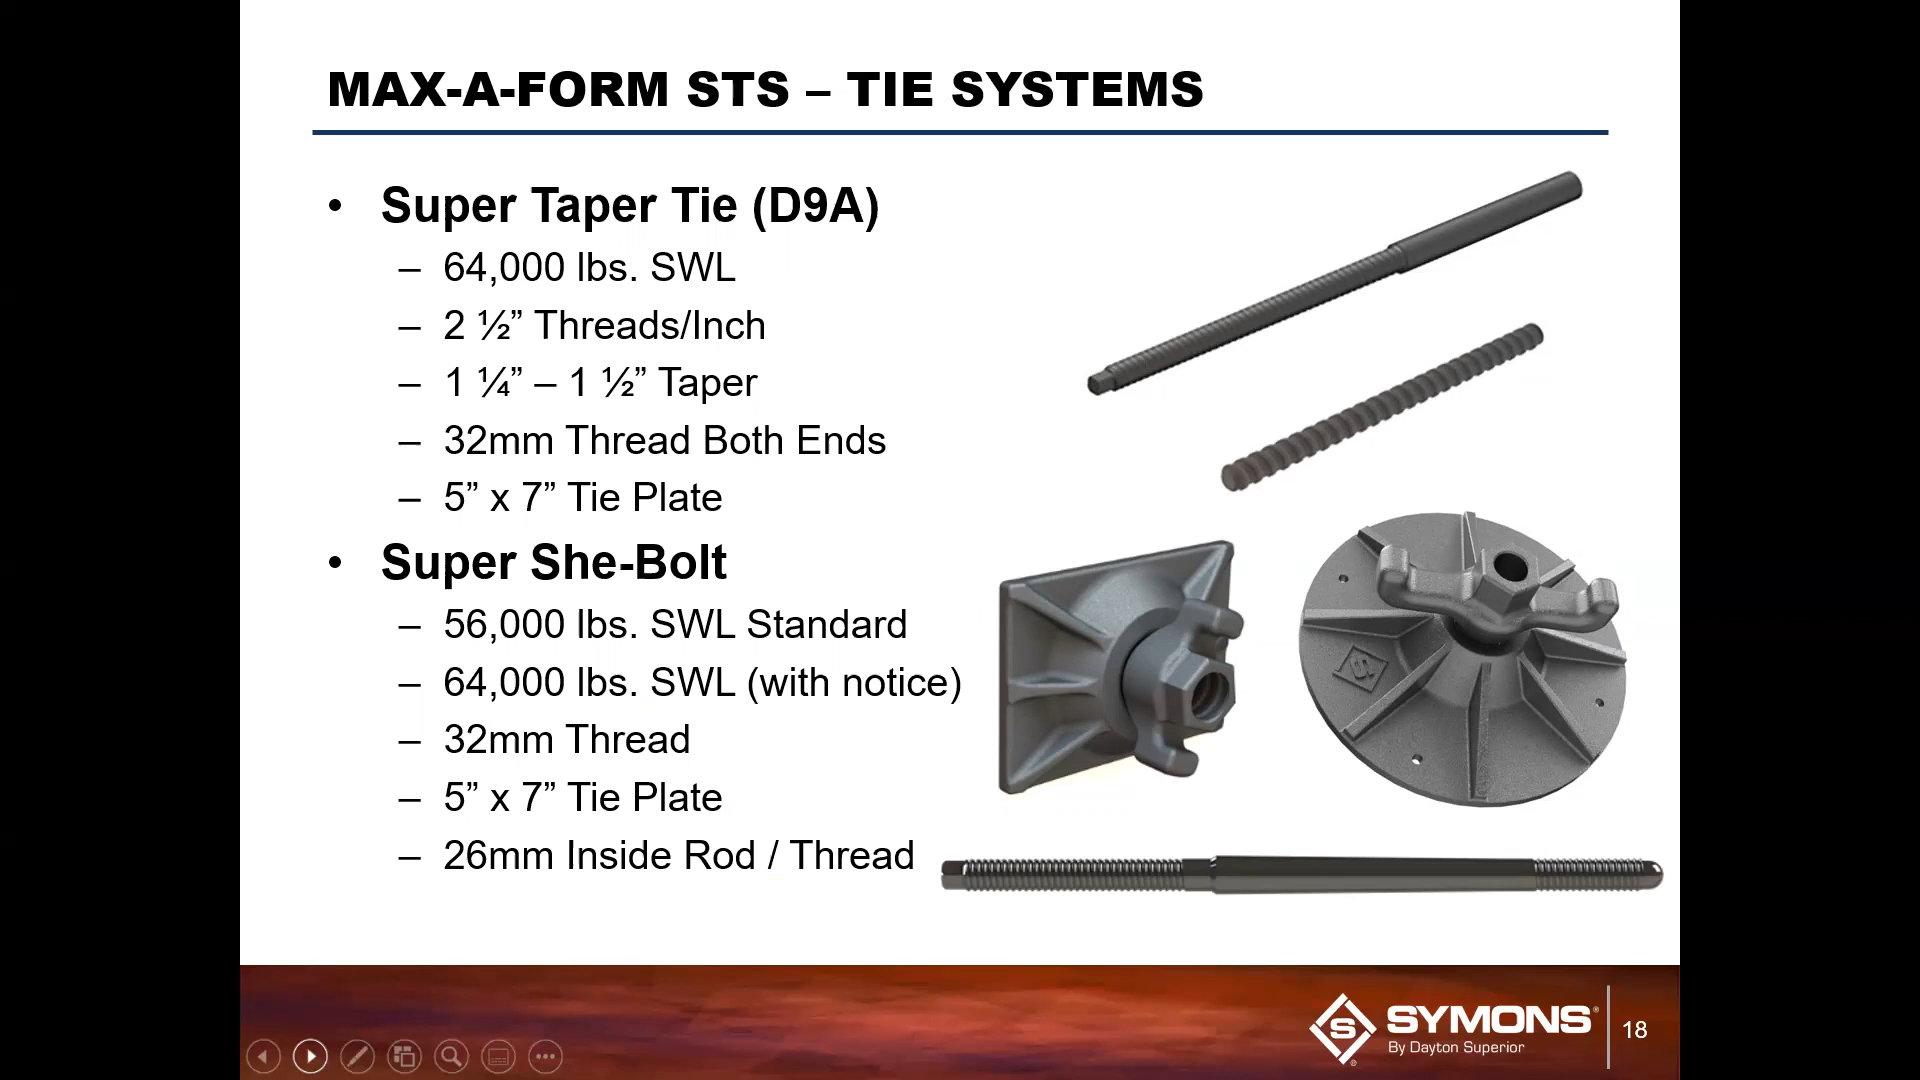 MAX-A-FORM STS – TIE SYSTEMS
• Super Taper Tie (D9A)
– 64,000 lbs. SWL
– 2 ½” Threads/Inch
– 1 ¼” – 1 ½” Taper
– 32mm Thread Both Ends
– 5” x 7” Tie Plate
• Super She-Bolt
– 56,000 lbs. SWL Standard
– 64,000 lbs. SWL (with notice)
– 32mm Thread
– 5” x 7” Tie Plate
– 26mm Inside Rod / Thread
S
S
SYMONS®
By Dayton Superior
®
18